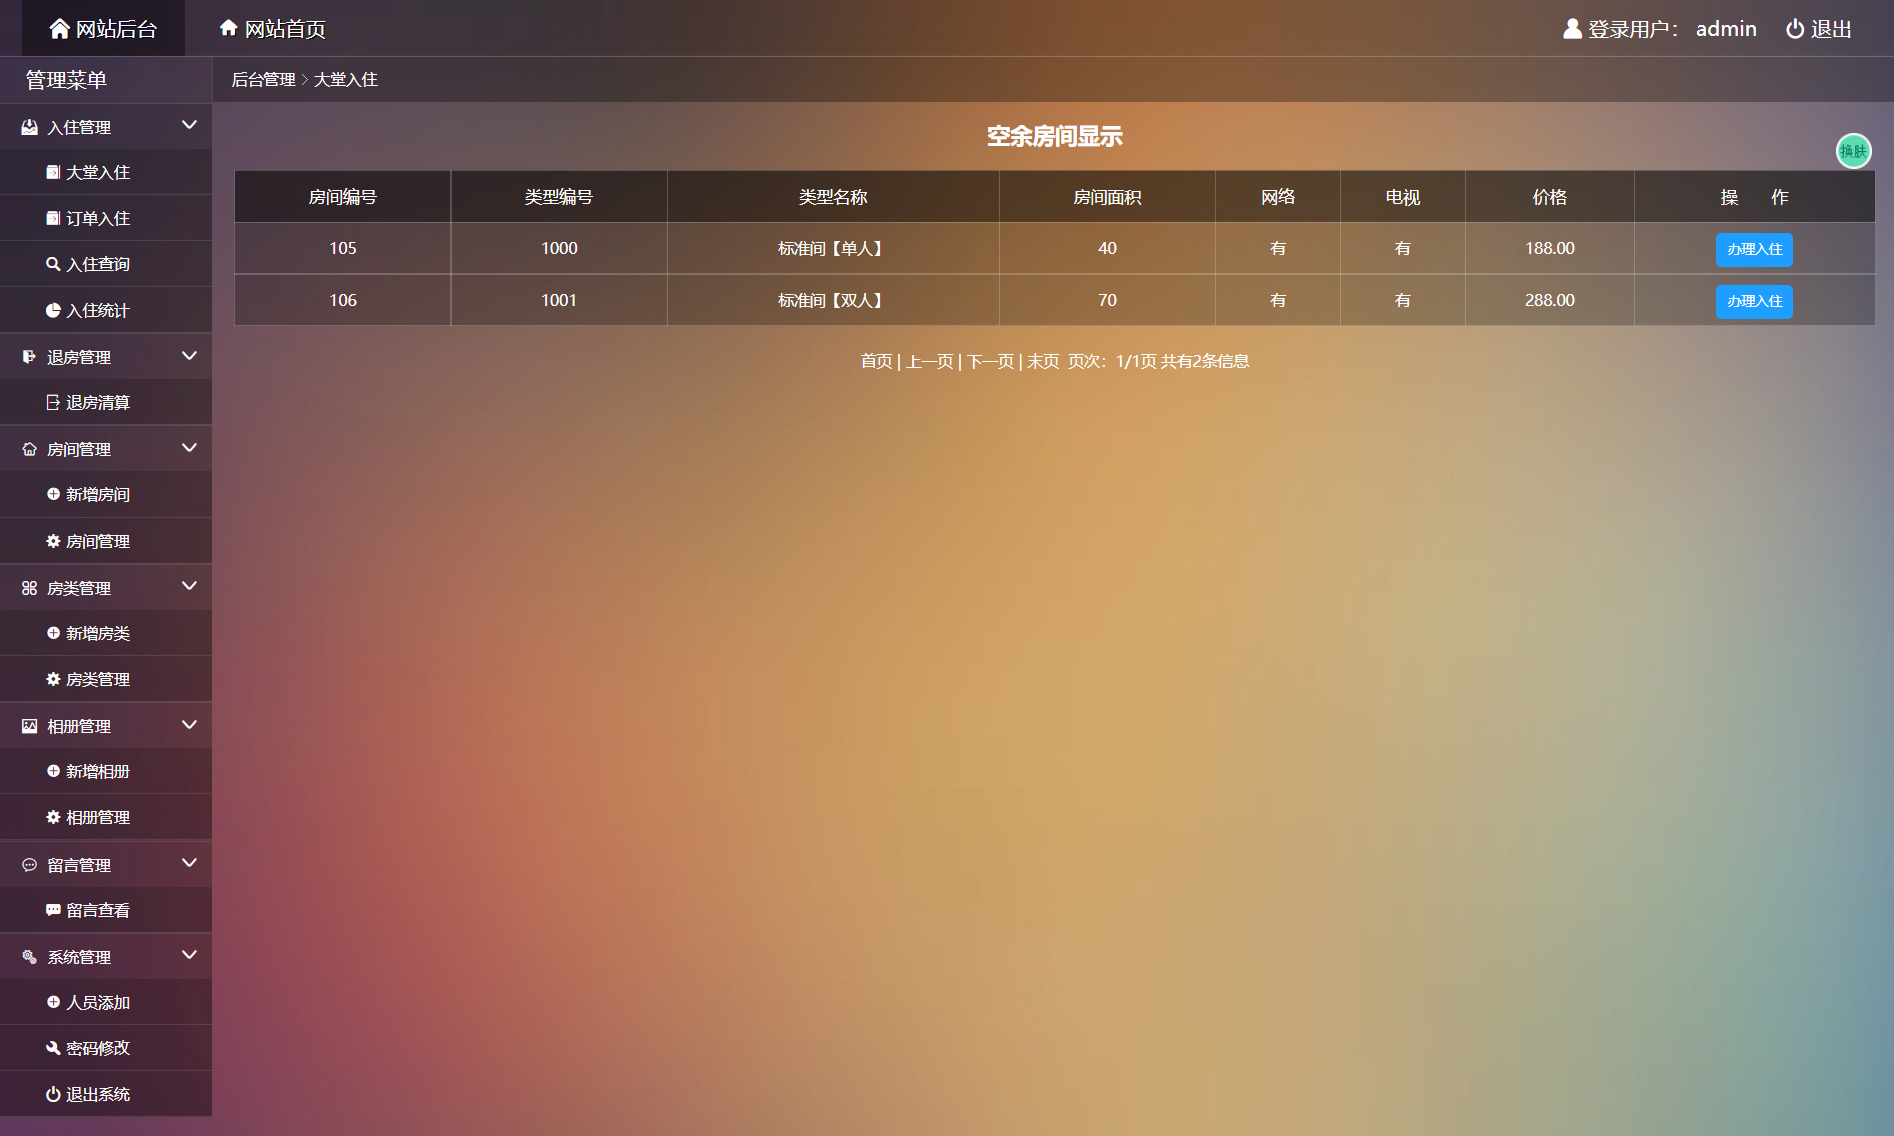 网站后台 网站首页 登录用户： admin 退出
管理菜单
后台管理 > 大堂入住
入住管理
大堂入住
订单入住
入住查询
入住统计
退房管理
退房清算
房间管理
新增房间
房间管理
房类管理
新增房类
房类管理
相册管理
新增相册
相册管理
留言管理
留言查看
系统管理
人员添加
密码修改
退出系统
空余房间显示
换肤
房间编号 类型编号 类型名称 房间面积 网络 电视 价格 操 作
105 1000 标准间【单人】 40 有 有 188.00 办理入住
106 1001 标准间【双人】 70 有 有 288.00 办理入住
首页 | 上一页 | 下一页 | 末页 页次：1/1页 共有2条信息